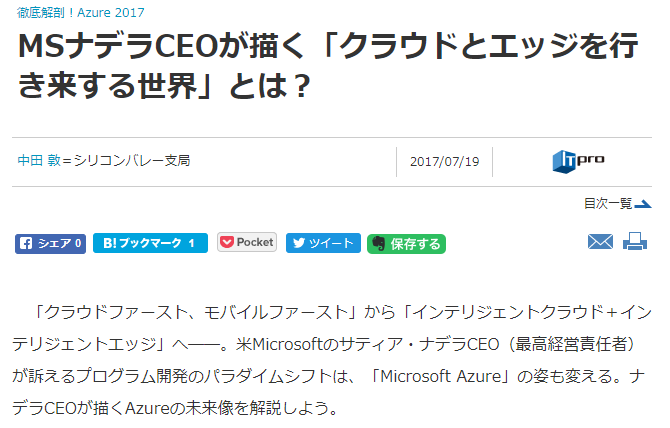 徹底解剖！Azure 2017
MSナデラCEOが描く「クラウドとエッジを行
き来する世界」とは？
中田 敦＝シリコンバレー支局
2017/07/19
ITpro
目次一覧
シェア 0
B!ブックマーク 1
Pocket
ツイート
保存する
「クラウドファースト、モバイルファースト」から「インテリジェントクラウド＋イン
テリジェントエッジ」へ――。米Microsoftのサティア・ナデラCEO（最高経営責任者）
が訴えるプログラム開発のパラダイムシフトは、「Microsoft Azure」の姿も変える。ナ
デラCEOが描くAzureの未来像を解説しよう。